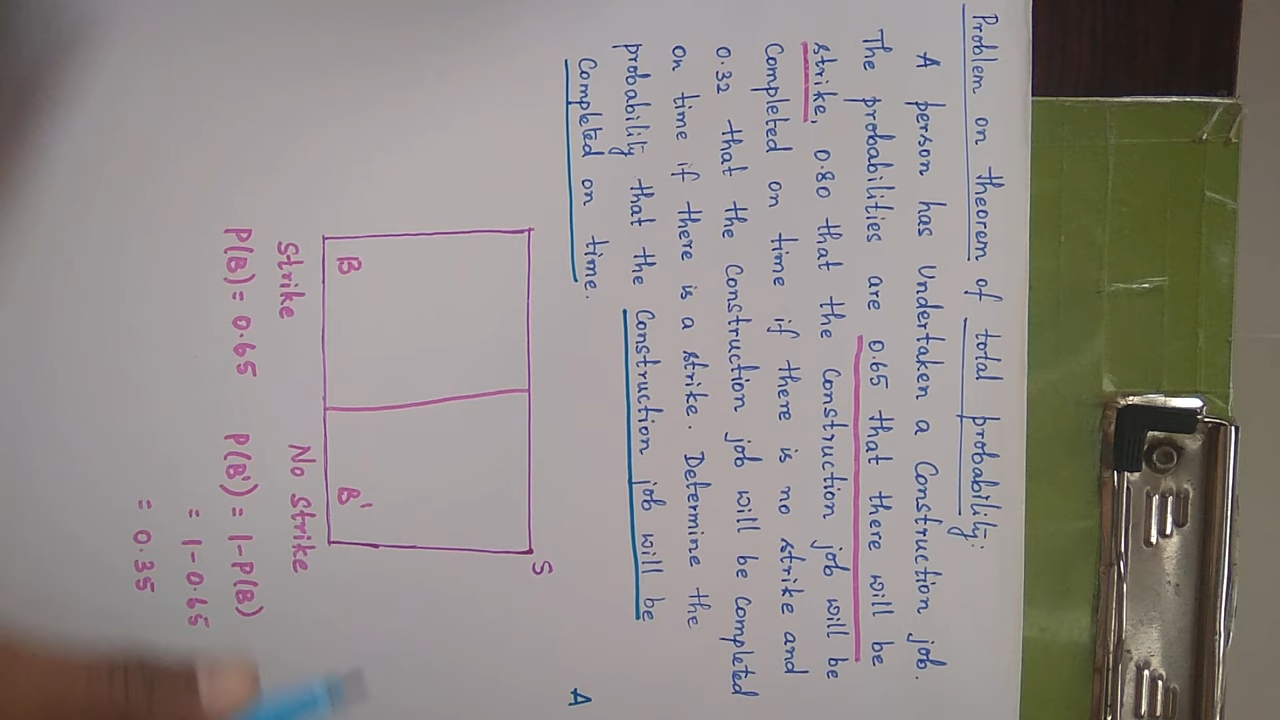 Problem on theorem of total probability:
A person has Undertaken a Construction job.
The probabilities are 0.65 that there will be
strike, 0.80 that the Construction job will be
Completed on time if there is no strike and
0.32 that the Construction job will be completed
on time if there is a strike. Determine the
probability that the Construction job will be
Completed on time.
S
A
B B'
Strike No Strike
P(B) = 0.65 P(B') = 1-P(B)
= 1-0.65
= 0.35